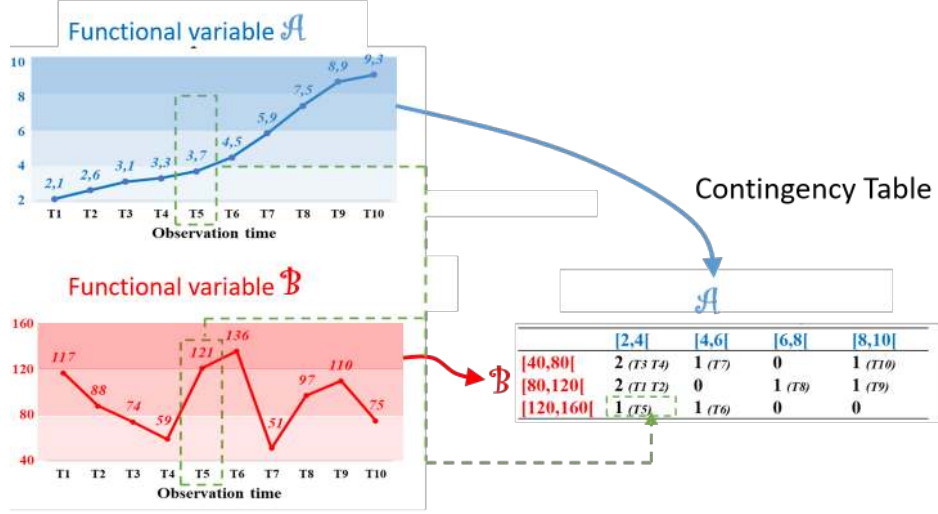 Functional variable 𝒜
10
8
6
4
2
2,1 2,6 3,1 3,3 3,7 4,5 5,9 7,5 8,9 9,3
T1 T2 T3 T4 T5 T6 T7 T8 T9 T10
Observation time
Functional variable ℬ
160
120
80
40
117 88 74 59 121 136 51 97 110 75
T1 T2 T3 T4 T5 T6 T7 T8 T9 T10
Observation time
Contingency Table
𝒜
ℬ
[2,4[ [4,6[ [6,8[ [8,10[
[40,80[ 2 (T3 T4) 1 (T7) 0 1 (T10)
[80,120[ 2 (T1 T2) 0 1 (T8) 1 (T9)
[120,160[ 1 (T5) 1 (T6) 0 0